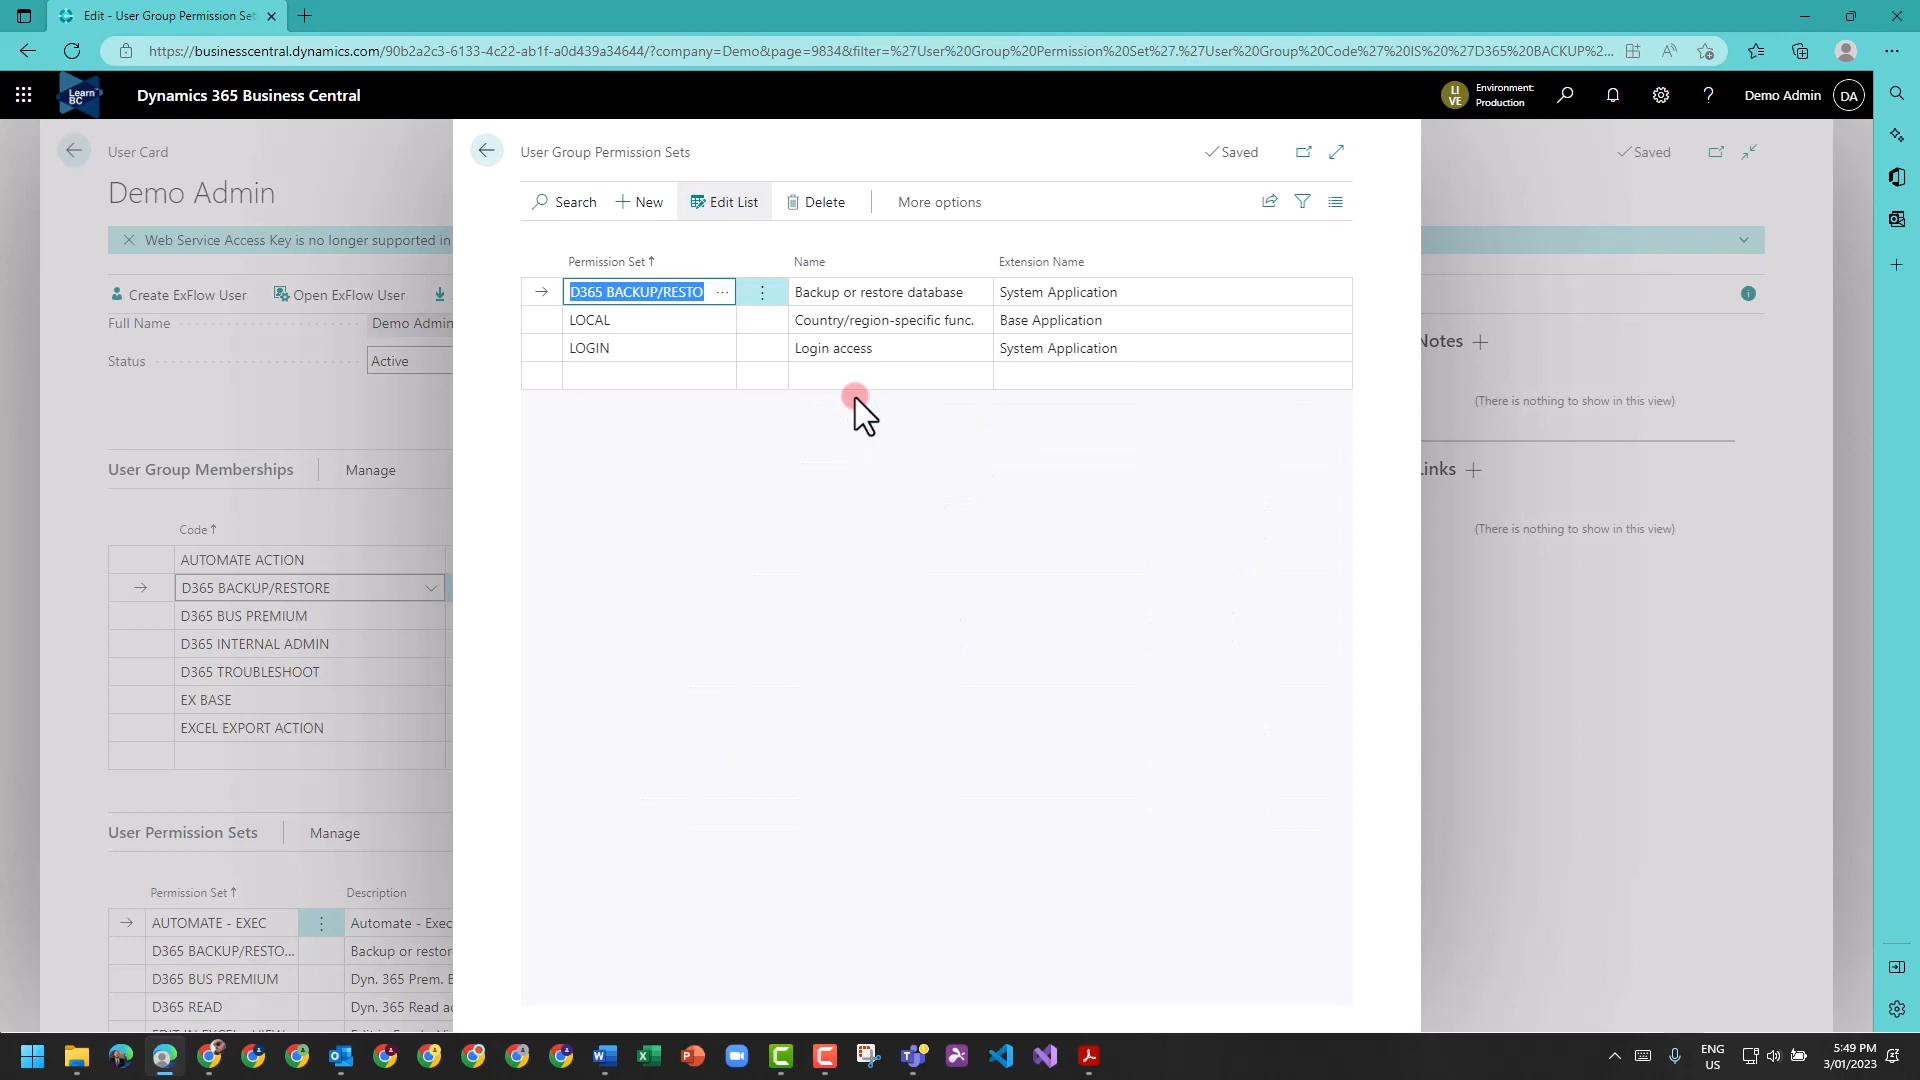 Edit - User Group Permission Set
https://businesscentral.dynamics.com/90b2a2c3-6133-4c22-ab1f-a0d439a34644/?company=Demo&page=9834&filter=%27User%20Group%20Permission%20Set%27.%27User%20Group%20Code%27%20IS%20%27D365%20BACKUP%2...
Learn BC
Dynamics 365 Business Central
LIVE
Environment:
Production
Demo Admin
DA
User Card
Saved
Demo Admin
Web Service Access Key is no longer supported in
Create ExFlow User
Open ExFlow User
Full Name
Demo Admin
Status
Active
User Group Memberships
Manage
Code
AUTOMATE ACTION
D365 BACKUP/RESTORE
D365 BUS PREMIUM
D365 INTERNAL ADMIN
D365 TROUBLESHOOT
EX BASE
EXCEL EXPORT ACTION
User Permission Sets
Manage
Permission Set Description
AUTOMATE - EXEC Automate - Exec
D365 BACKUP/RESTO... Backup or restor
D365 BUS PREMIUM Dyn. 365 Prem. B
D365 READ Dyn. 365 Read a
User Group Permission Sets
Saved
Search New Edit List Delete More options
Permission Set Name Extension Name
D365 BACKUP/RESTO ... Backup or restore database System Application
LOCAL Country/region-specific func. Base Application
LOGIN Login access System Application
Notes
(There is nothing to show in this view)
Links
(There is nothing to show in this view)
ENG
US
5:49 PM
3/01/2023